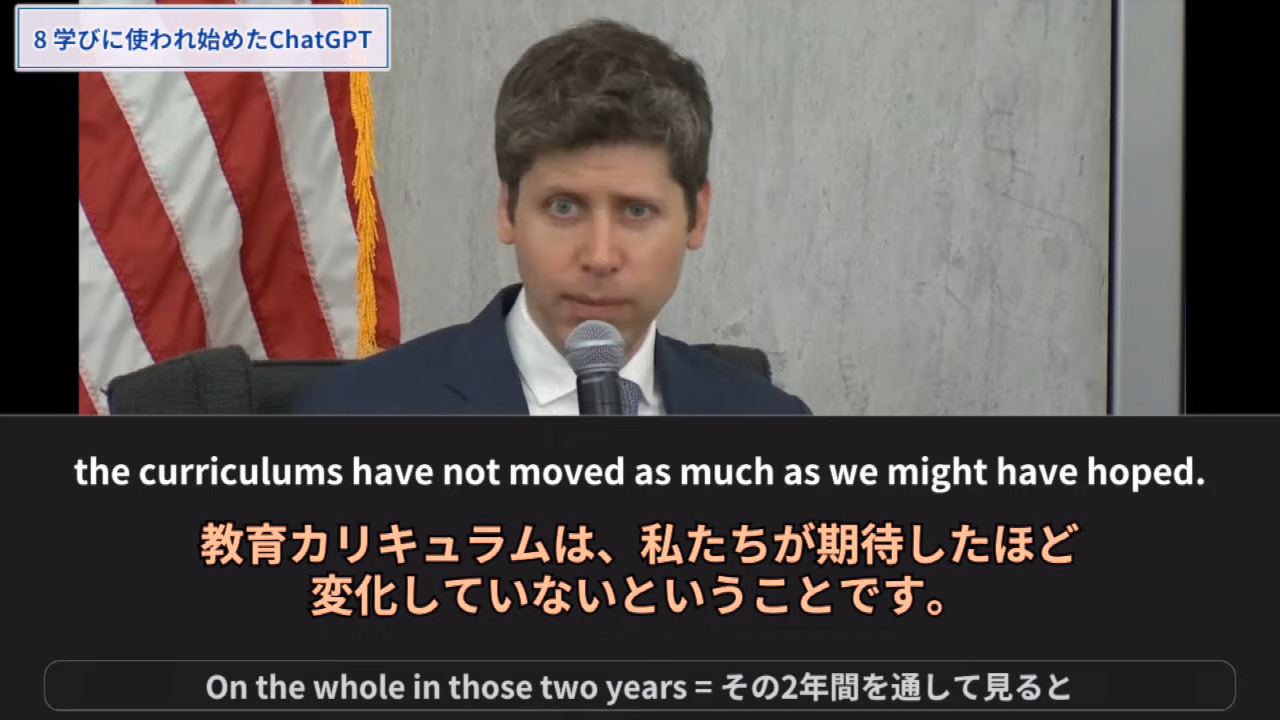 8 学びに使われ始めたChatGPT
the curriculums have not moved as much as we might have hoped.
教育カリキュラムは、私たちが期待したほど
変化していないということです。
On the whole in those two years = その2年間を通して見ると